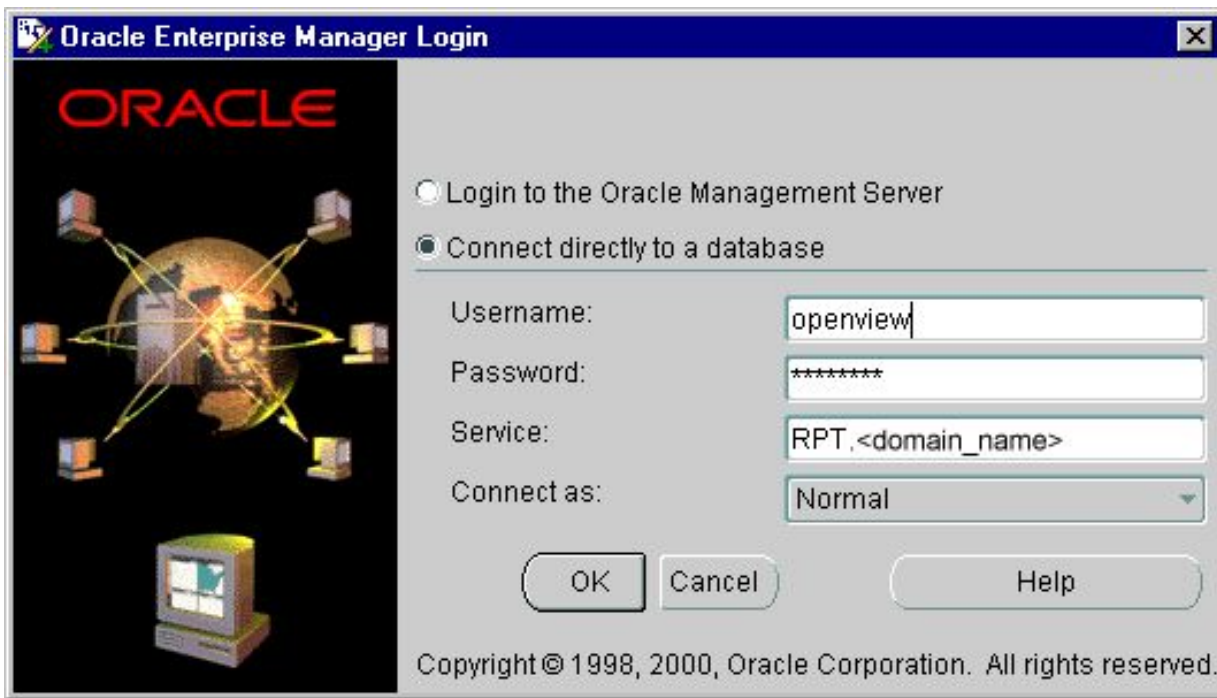 Oracle Enterprise Manager Login
ORACLE
Login to the Oracle Management Server
Connect directly to a database
Username: openview
Password: ********
Service: RPT.<domain_name>
Connect as: Normal
OK Cancel Help
Copyright © 1998, 2000, Oracle Corporation. All rights reserved.